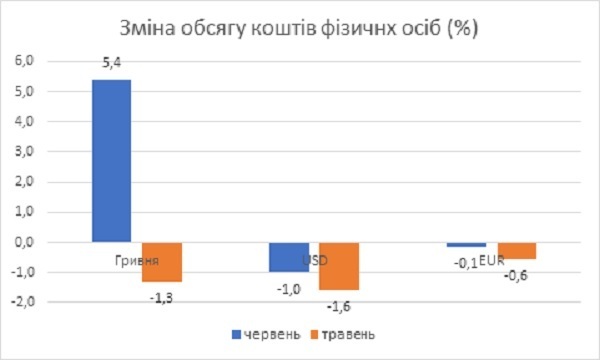 Зміна обсягу коштів фізичнх осіб (%)
6,0
5,0
4,0
3,0
2,0
1,0
0,0
-1,0
-2,0
5,4
-1,3
-1,0
-1,6
-0,1
-0,6
Гривня
USD
EUR
червень
травень